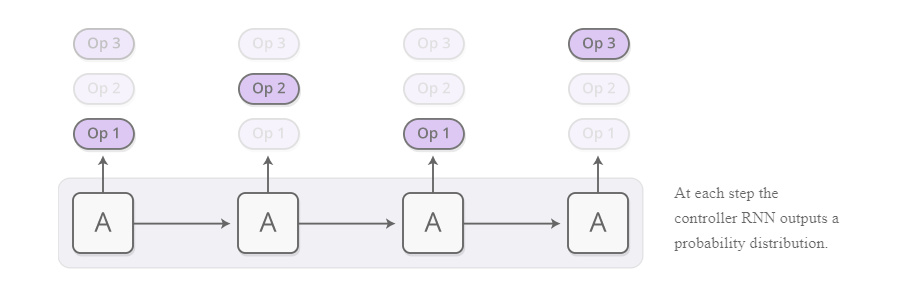 Op 3 Op 3 Op 3 Op 3
Op 2 Op 2 Op 2 Op 2
Op 1 Op 1 Op 1 Op 1
A A A A
At each step the
controller RNN outputs a
probability distribution.